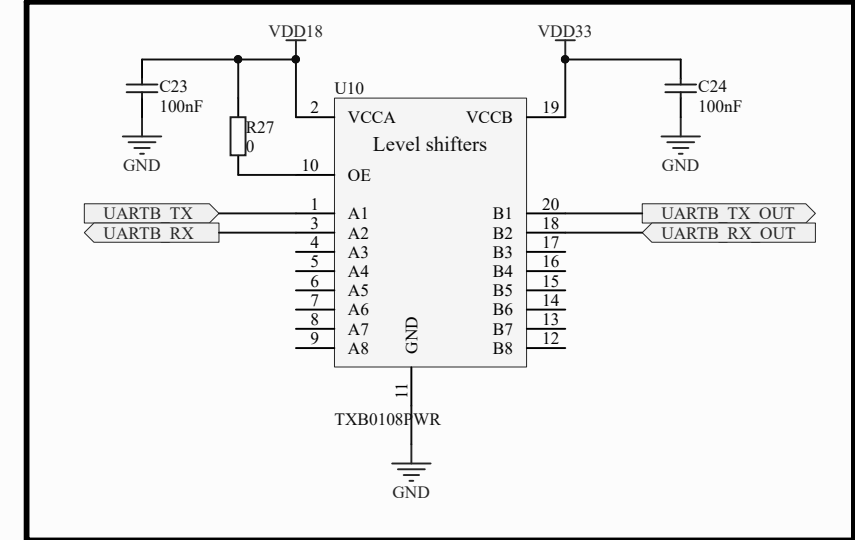 VDD18
VDD33
C23
100nF
GND
R27
0
U10
2
VCCA
VCCB
19
Level shifters
C24
100nF
GND
10
OE
UARTB_TX
1
A1
B1
20
UARTB_TX_OUT
UARTB_RX
3
A2
B2
18
UARTB_RX_OUT
4
A3
B3
17
5
A4
B4
16
6
A5
B5
15
7
A6
B6
14
8
A7
B7
13
9
A8
B8
12
GND
11
TXB0108PWR
GND